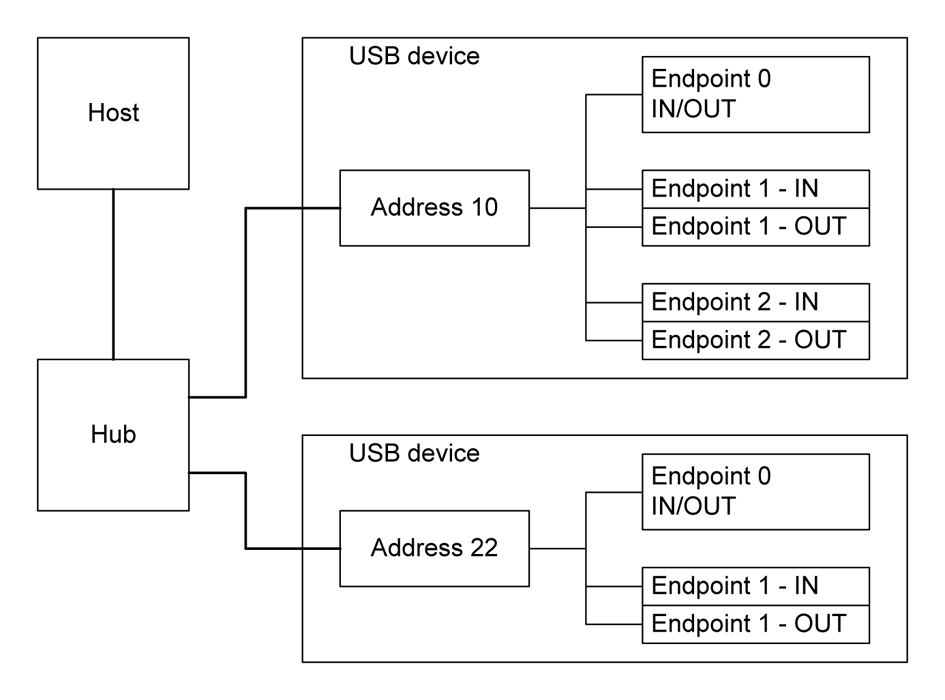 Host
Hub
USB device
Address 10
Endpoint 0
IN/OUT
Endpoint 1 - IN
Endpoint 1 - OUT
Endpoint 2 - IN
Endpoint 2 - OUT
USB device
Address 22
Endpoint 0
IN/OUT
Endpoint 1 - IN
Endpoint 1 - OUT